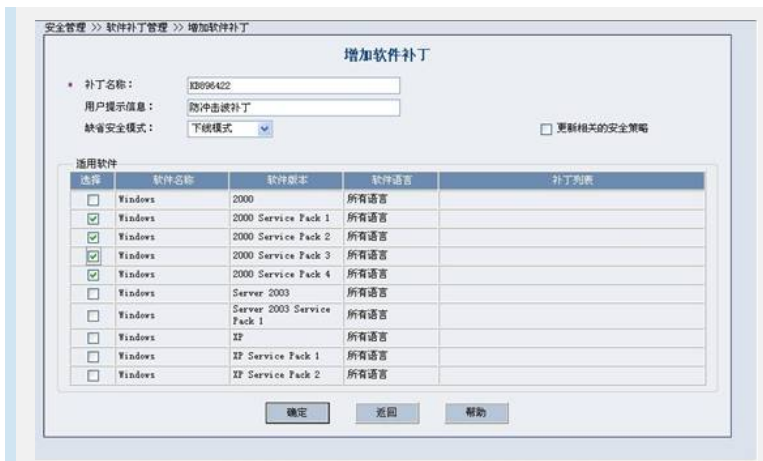 安全管理 >> 软件补丁管理 >> 增加软件补丁
增加软件补丁
* 补丁名称： KB896422
用户提示信息： 防冲击波补丁
缺省安全模式： 下线模式 更新相关的安全策略
适用软件
选择 软件名称 软件版本 软件语言 补丁列表
Windows 2000 所有语言
Windows 2000 Service Pack 1 所有语言
Windows 2000 Service Pack 2 所有语言
Windows 2000 Service Pack 3 所有语言
Windows 2000 Service Pack 4 所有语言
Windows Server 2003 所有语言
Windows Server 2003 Service Pack 1 所有语言
Windows XP 所有语言
Windows XP Service Pack 1 所有语言
Windows XP Service Pack 2 所有语言
确定 返回 帮助